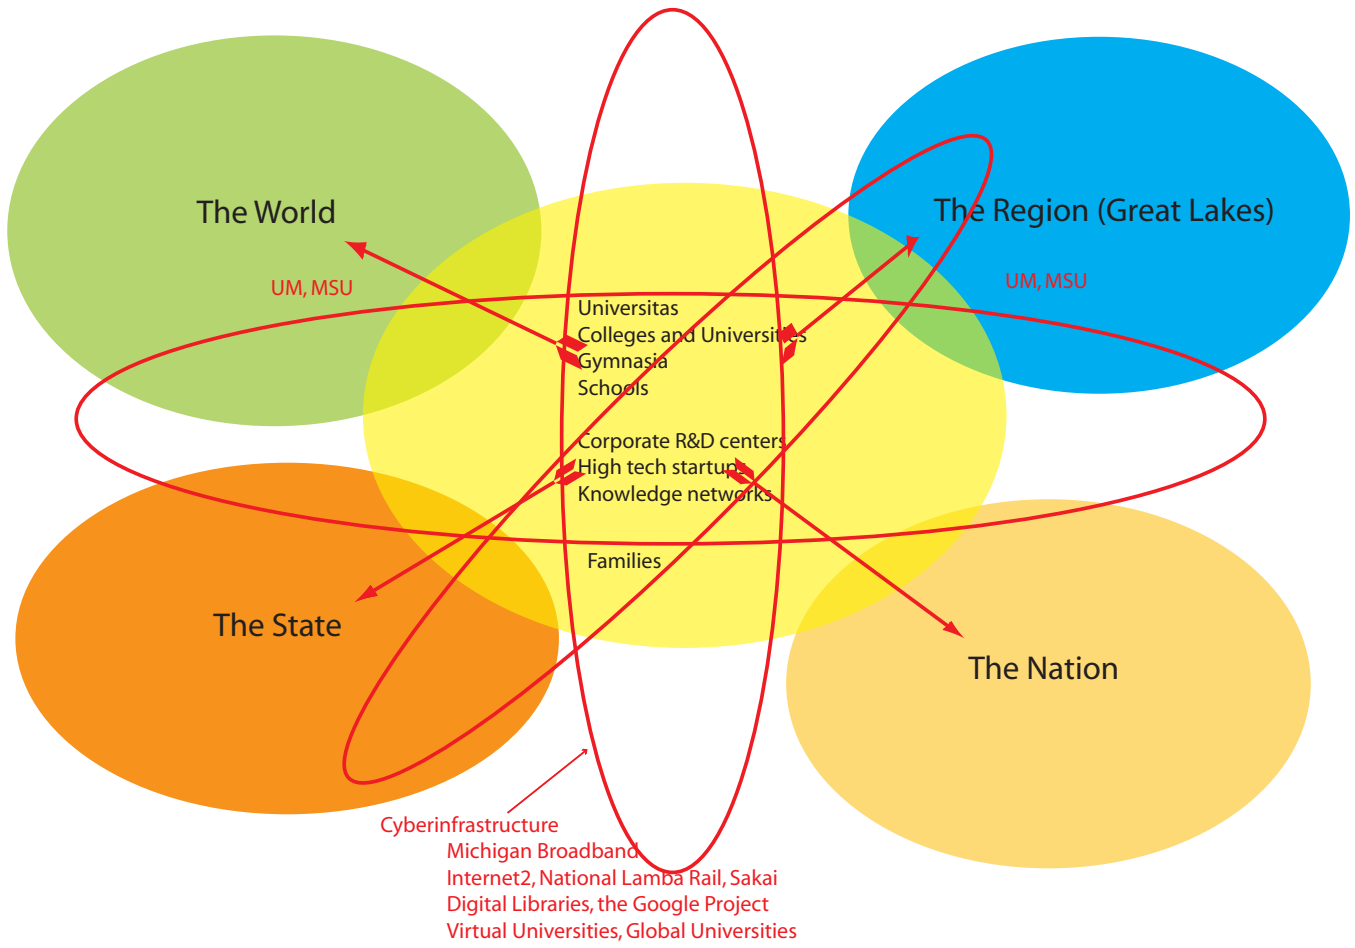 The World
The Region (Great Lakes)
UM, MSU
UM, MSU
Universitas
Colleges and Universities
Gymnasia
Schools
Corporate R&D centers
High tech startups
Knowledge networks
Families
The State
The Nation
Cyberinfrastructure
Michigan Broadband
Internet2, National Lamba Rail, Sakai
Digital Libraries, the Google Project
Virtual Universities, Global Universities